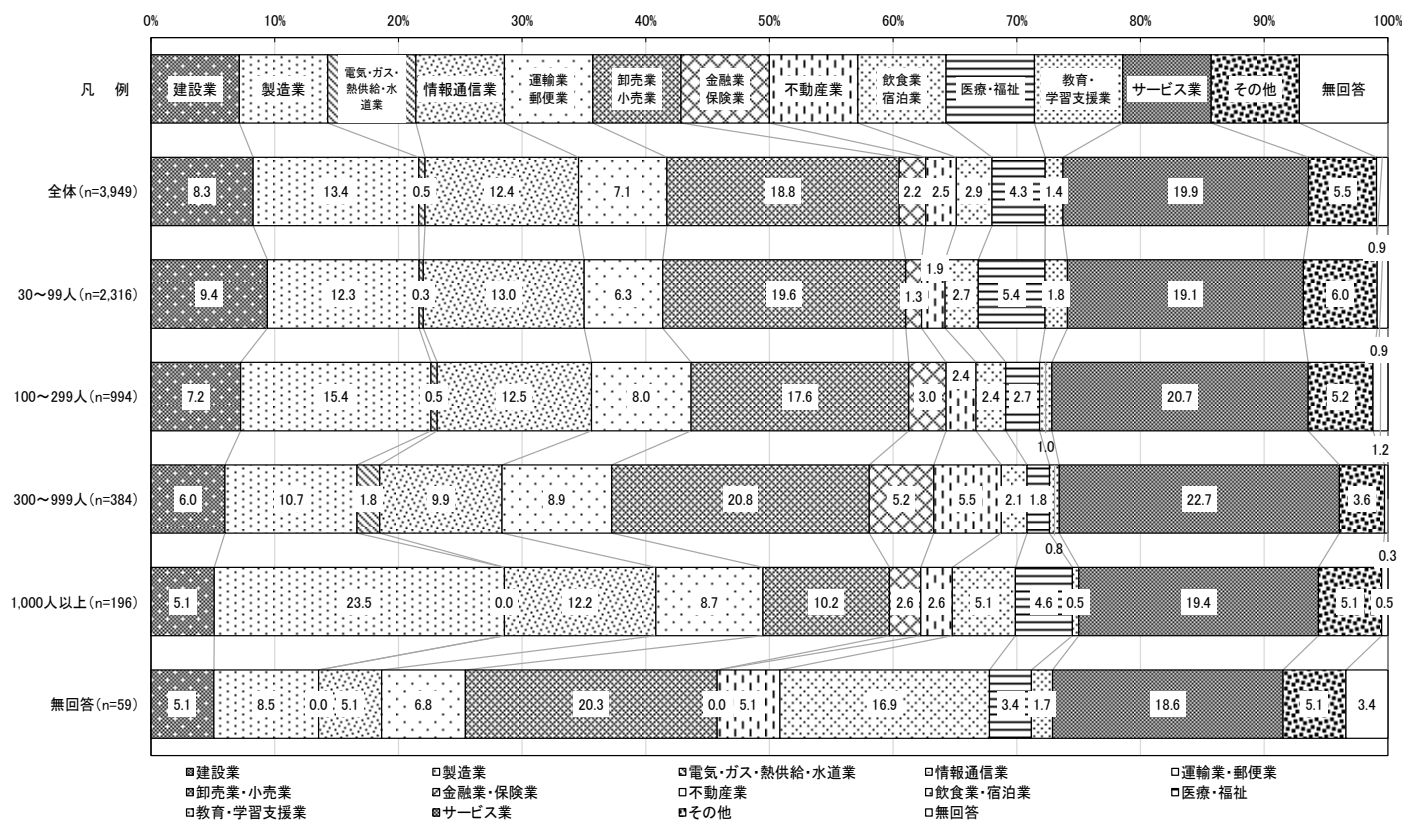 0% 10% 20% 30% 40% 50% 60% 70% 80% 90% 100%
凡 例
建設業
製造業
電気・ガス・
熱供給・水
道業
情報通信業
運輸業
郵便業
卸売業
小売業
金融業
保険業
不動産業
飲食業
宿泊業
医療・福祉
教育・
学習支援業
サービス業
その他
無回答
全体(n=3,949) 8.3 13.4 0.5 12.4 7.1 18.8 2.2 2.5 2.9 4.3 1.4 19.9 5.5
0.9
30～99人(n=2,316) 9.4 12.3 0.3 13.0 6.3 19.6 1.3 1.9 2.7 5.4 1.8 19.1 6.0
0.9
100～299人(n=994) 7.2 15.4 0.5 12.5 8.0 17.6 3.0 2.4 2.4 2.7 1.0 20.7 5.2
1.2
300～999人(n=384) 6.0 10.7 1.8 9.9 8.9 20.8 5.2 5.5 2.1 1.8 0.8 22.7 3.6
0.3
1,000人以上(n=196) 5.1 23.5 0.0 12.2 8.7 10.2 2.6 2.6 5.1 4.6 0.5 19.4 5.1 0.5
無回答(n=59) 5.1 8.5 0.0 5.1 6.8 20.3 0.0 5.1 16.9 3.4 1.7 18.6 5.1 3.4
建設業 製造業 電気・ガス・熱供給・水道業 情報通信業 運輸業・郵便業
卸売業・小売業 金融業・保険業 不動産業 飲食業・宿泊業 医療・福祉
教育・学習支援業 サービス業 その他 無回答